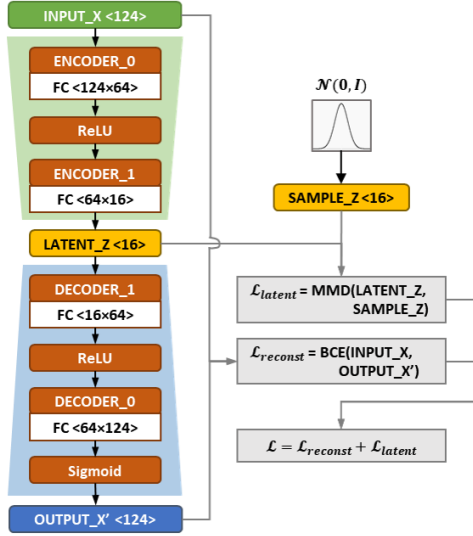 INPUT_X <124>
ENCODER_0
FC <124×64>
ReLU
ENCODER_1
FC <64×16>
LATENT_Z <16>
DECODER_1
FC <16×64>
ReLU
DECODER_0
FC <64×124>
Sigmoid
OUTPUT_X’ <124>
𝒩(0, I)
SAMPLE_Z <16>
ℒlatent = MMD(LATENT_Z,
SAMPLE_Z)
ℒreconst = BCE(INPUT_X,
OUTPUT_X’)
ℒ = ℒreconst + ℒlatent